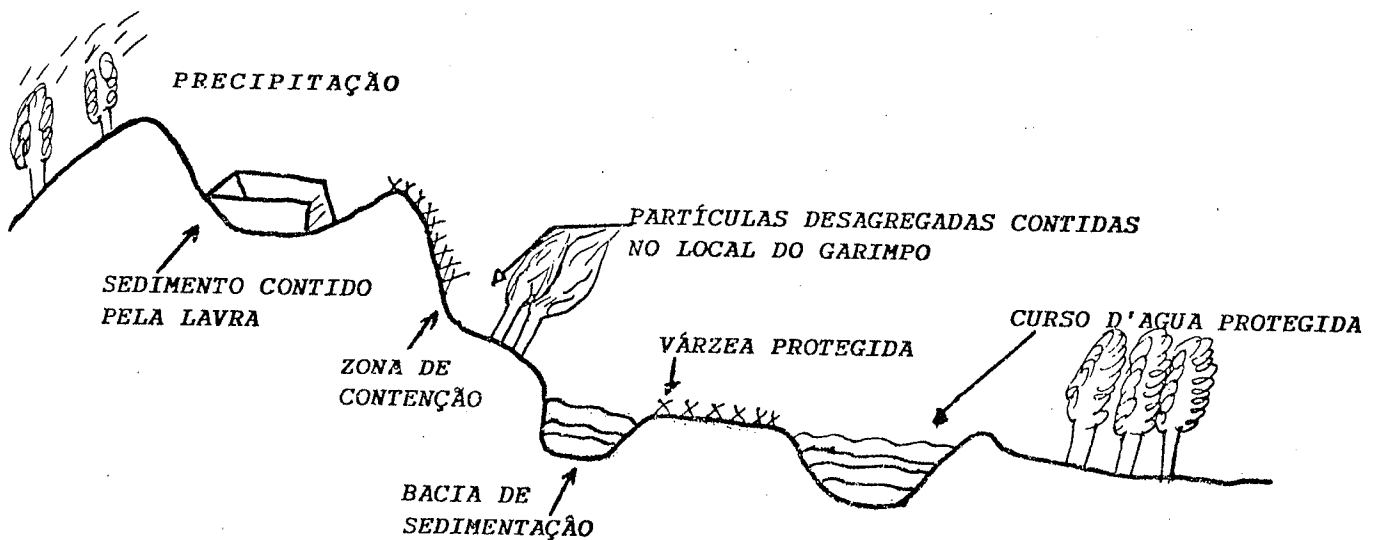 PRECIPITAÇÃO
PARTÍCULAS DESAGREGADAS CONTIDAS
NO LOCAL DO GARIMPO
SEDIMENTO CONTIDO
PELA LAVRA
CURSO D'AGUA PROTEGIDA
VÁRZEA PROTEGIDA
ZONA DE
CONTENÇÃO
BACIA DE
SEDIMENTAÇÃO